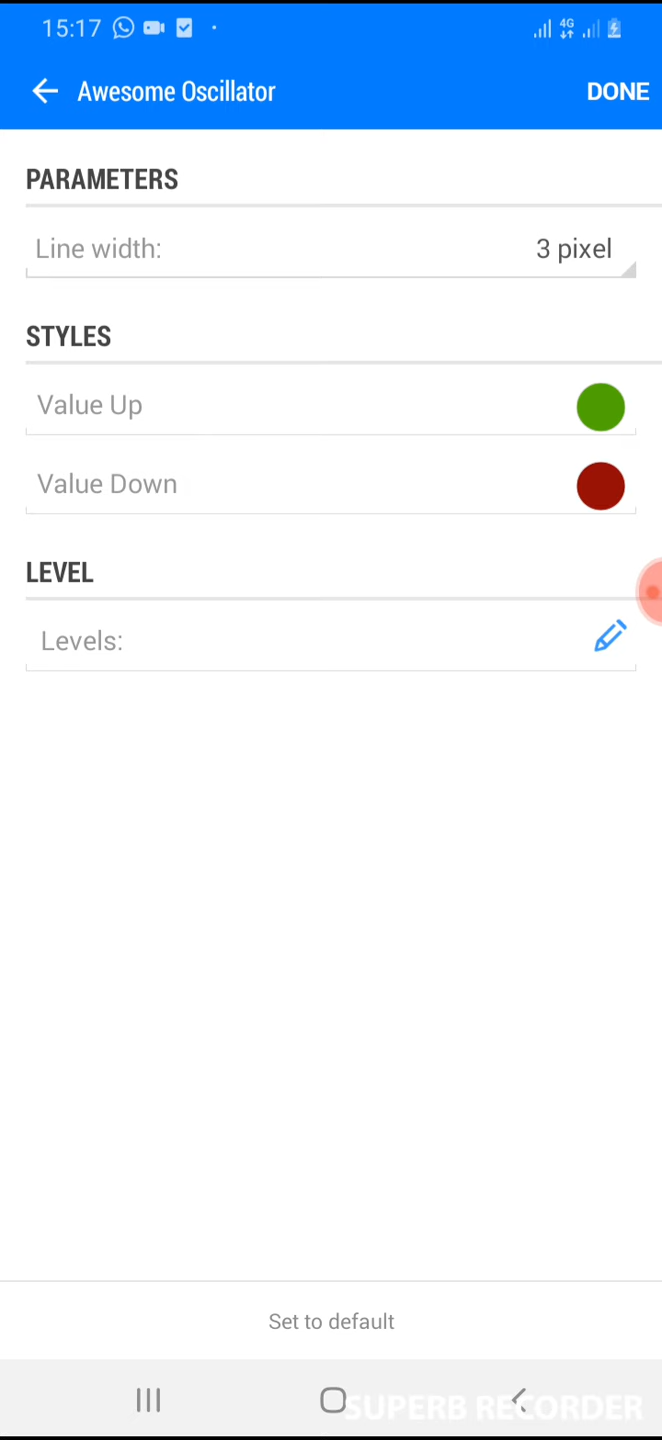 15:17
4G
Awesome Oscillator
DONE
PARAMETERS
Line width:
3 pixel
STYLES
Value Up
Value Down
LEVEL
Levels:
Set to default
SUPERB RECORDER